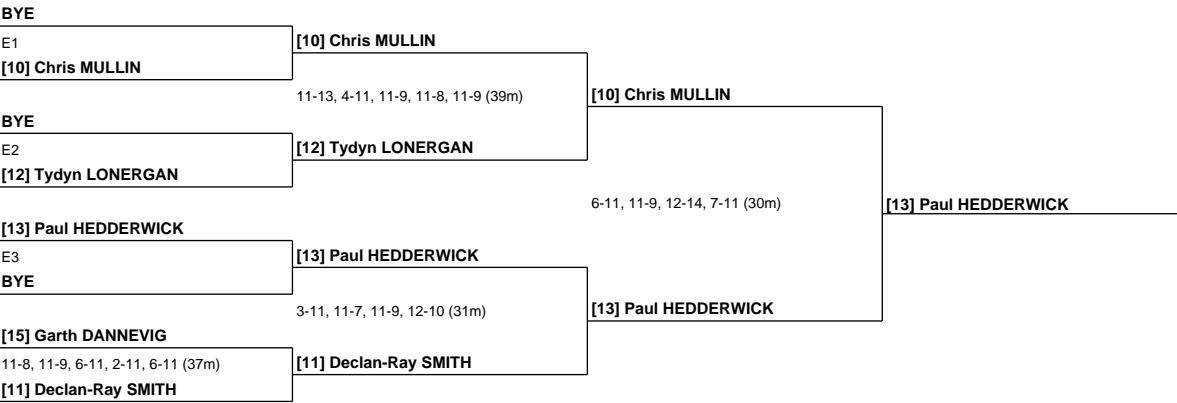 BYE
E1
[10] Chris MULLIN
BYE
E2
[12] Tydyn LONERGAN
[13] Paul HEDDERWICK
E3
BYE
[15] Garth DANNEVIG
11-8, 11-9, 6-11, 2-11, 6-11 (37m)
[11] Declan-Ray SMITH
[10] Chris MULLIN
11-13, 4-11, 11-9, 11-8, 11-9 (39m)
[12] Tydyn LONERGAN
[13] Paul HEDDERWICK
3-11, 11-7, 11-9, 12-10 (31m)
[11] Declan-Ray SMITH
[10] Chris MULLIN
6-11, 11-9, 12-14, 7-11 (30m)
[13] Paul HEDDERWICK
[13] Paul HEDDERWICK